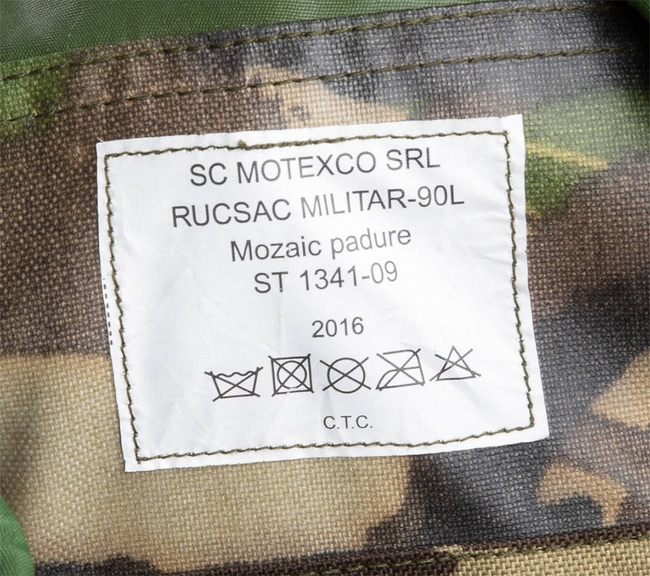 SC MOTEXCO SRL
RUCSAC MILITAR-90L
Mozaic padure
ST 1341-09
2016
C.T.C.